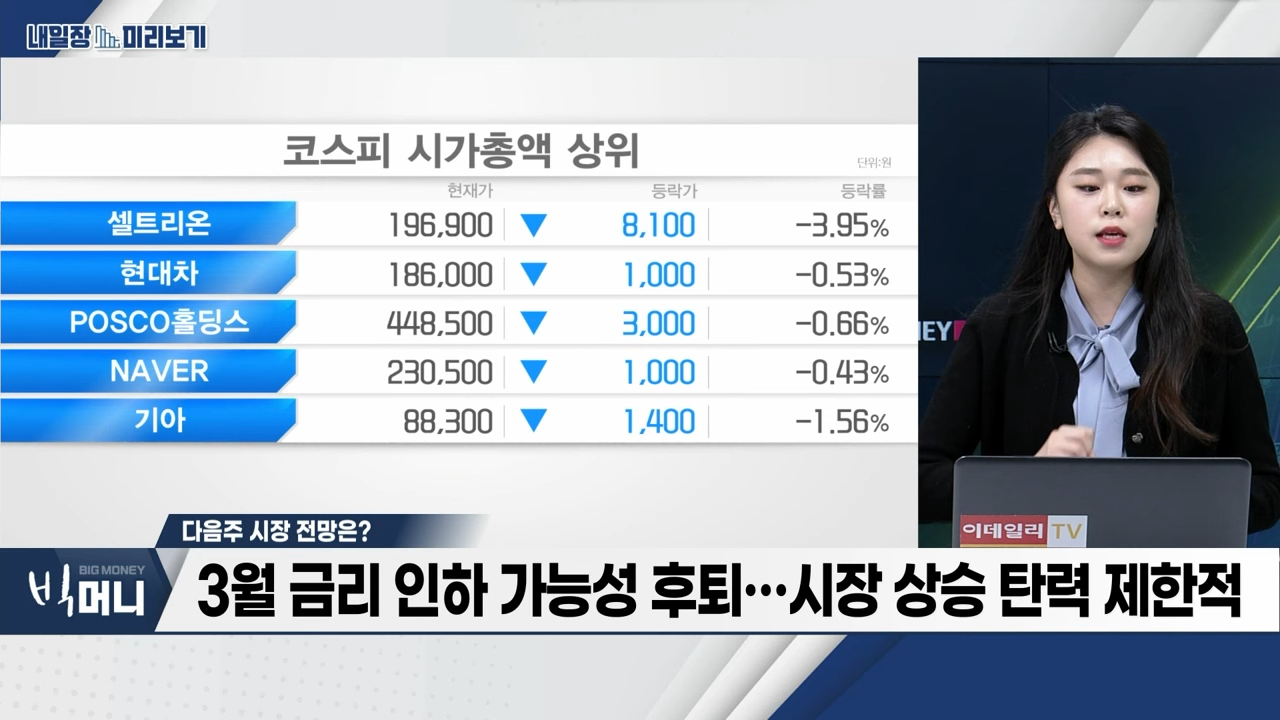 내일장 미리보기
코스피 시가총액 상위
단위:원
현재가 등락가 등락률
셀트리온 196,900 ▼ 8,100 -3.95%
현대차 186,000 ▼ 1,000 -0.53%
POSCO홀딩스 448,500 ▼ 3,000 -0.66%
NAVER 230,500 ▼ 1,000 -0.43%
기아 88,300 ▼ 1,400 -1.56%
NEY
이데일리TV
다음주 시장 전망은?
BIG MONEY
빅머니
3월 금리 인하 가능성 후퇴…시장 상승 탄력 제한적